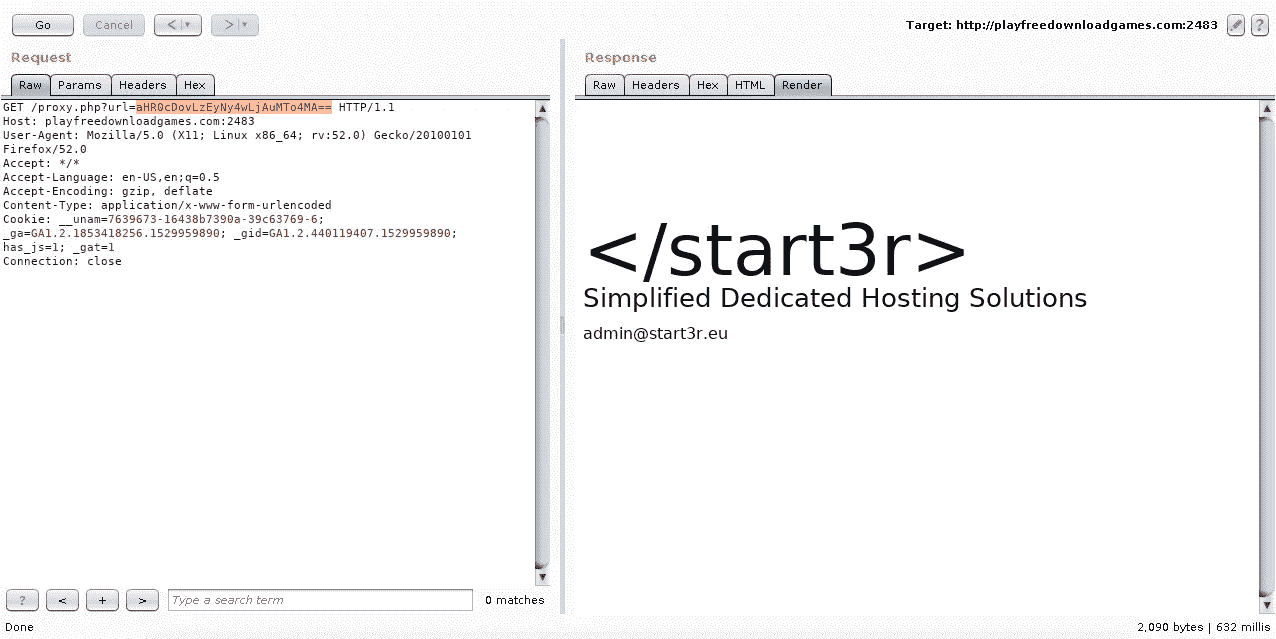 Go Cancel < > Target: http://playfreedownloadgames.com:2483 ?
Request
Raw Params Headers Hex
GET /proxy.php?url=aHR0cDovLzEyNy4wLjAuMTo4MA== HTTP/1.1
Host: playfreedownloadgames.com:2483
User-Agent: Mozilla/5.0 (X11; Linux x86_64; rv:52.0) Gecko/20100101
Firefox/52.0
Accept: */*
Accept-Language: en-US,en;q=0.5
Accept-Encoding: gzip, deflate
Content-Type: application/x-www-form-urlencoded
Cookie: __unam=7639673-16438b7390a-39c63769-6;
_ga=GA1.2.1853418256.1529959890; _gid=GA1.2.440119407.1529959890;
has_js=1; _gat=1
Connection: close
? < + > Type a search term 0 matches
Response
Raw Headers Hex HTML Render
</start3r>
Simplified Dedicated Hosting Solutions
admin@start3r.eu
Done 2,090 bytes | 632 millis